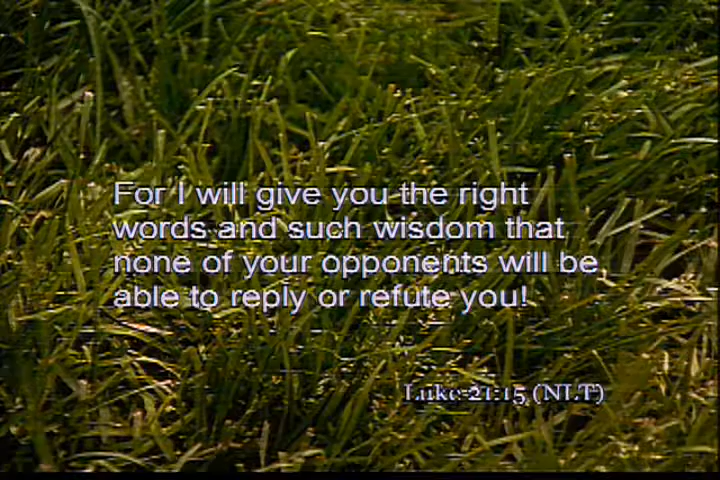 For I will give you the right
words and such wisdom that
none of your opponents will be
able to reply or refute you!
Luke 21:15 (NLT)